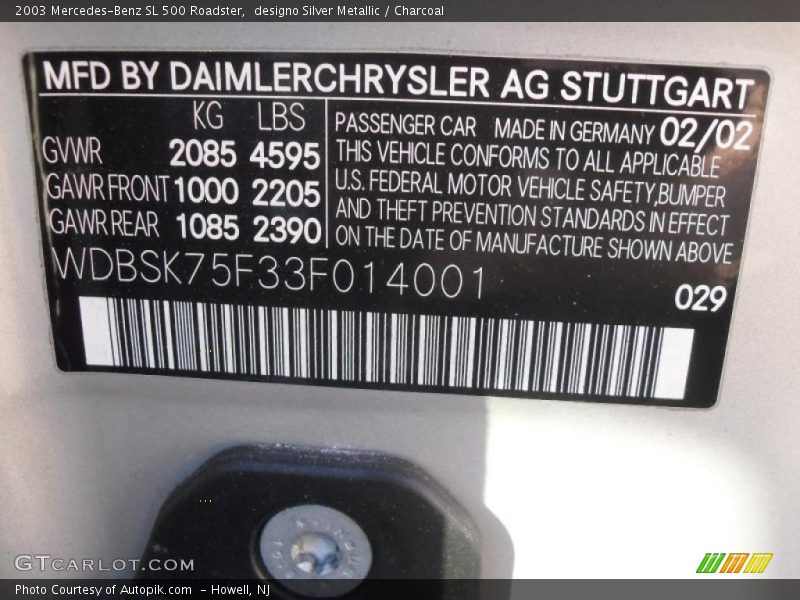 2003 Mercedes-Benz SL 500 Roadster, designo Silver Metallic / Charcoal
MFD BY DAIMLERCHRYSLER AG STUTTGART
KG LBS
GVWR 2085 4595
GAWR FRONT 1000 2205
GAWR REAR 1085 2390
PASSENGER CAR MADE IN GERMANY 02/02
THIS VEHICLE CONFORMS TO ALL APPLICABLE
U.S. FEDERAL MOTOR VEHICLE SAFETY,BUMPER
AND THEFT PREVENTION STANDARDS IN EFFECT
ON THE DATE OF MANUFACTURE SHOWN ABOVE
WDBSK75F33F014001
029
GTCARLOT.COM
Photo Courtesy of Autopik.com - Howell, NJ